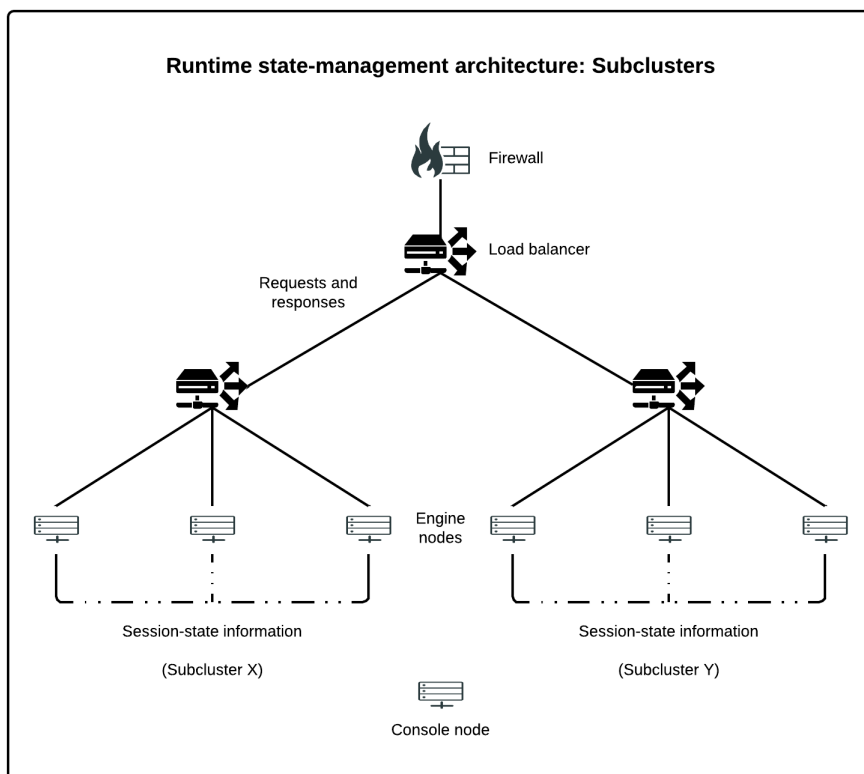 Runtime state-management architecture: Subclusters
Firewall
Load balancer
Requests and
responses
Engine
nodes
Session-state information
(Subcluster X)
Session-state information
(Subcluster Y)
Console node